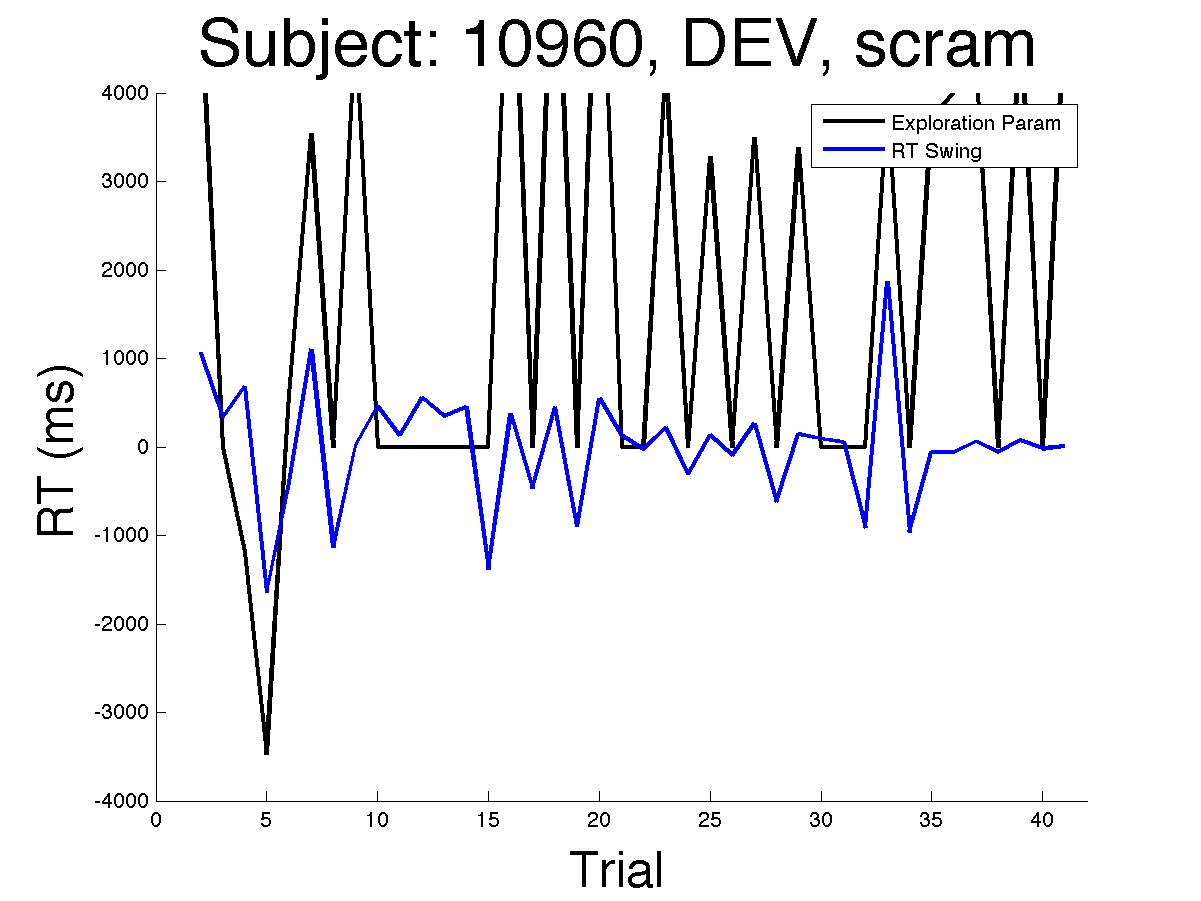 Subject: 10960, DEV, scram
4000
3000
2000
1000
0
-1000
-2000
-3000
-4000
RT (ms)
Exploration Param
RT Swing
0 5 10 15 20 25 30 35 40
Trial